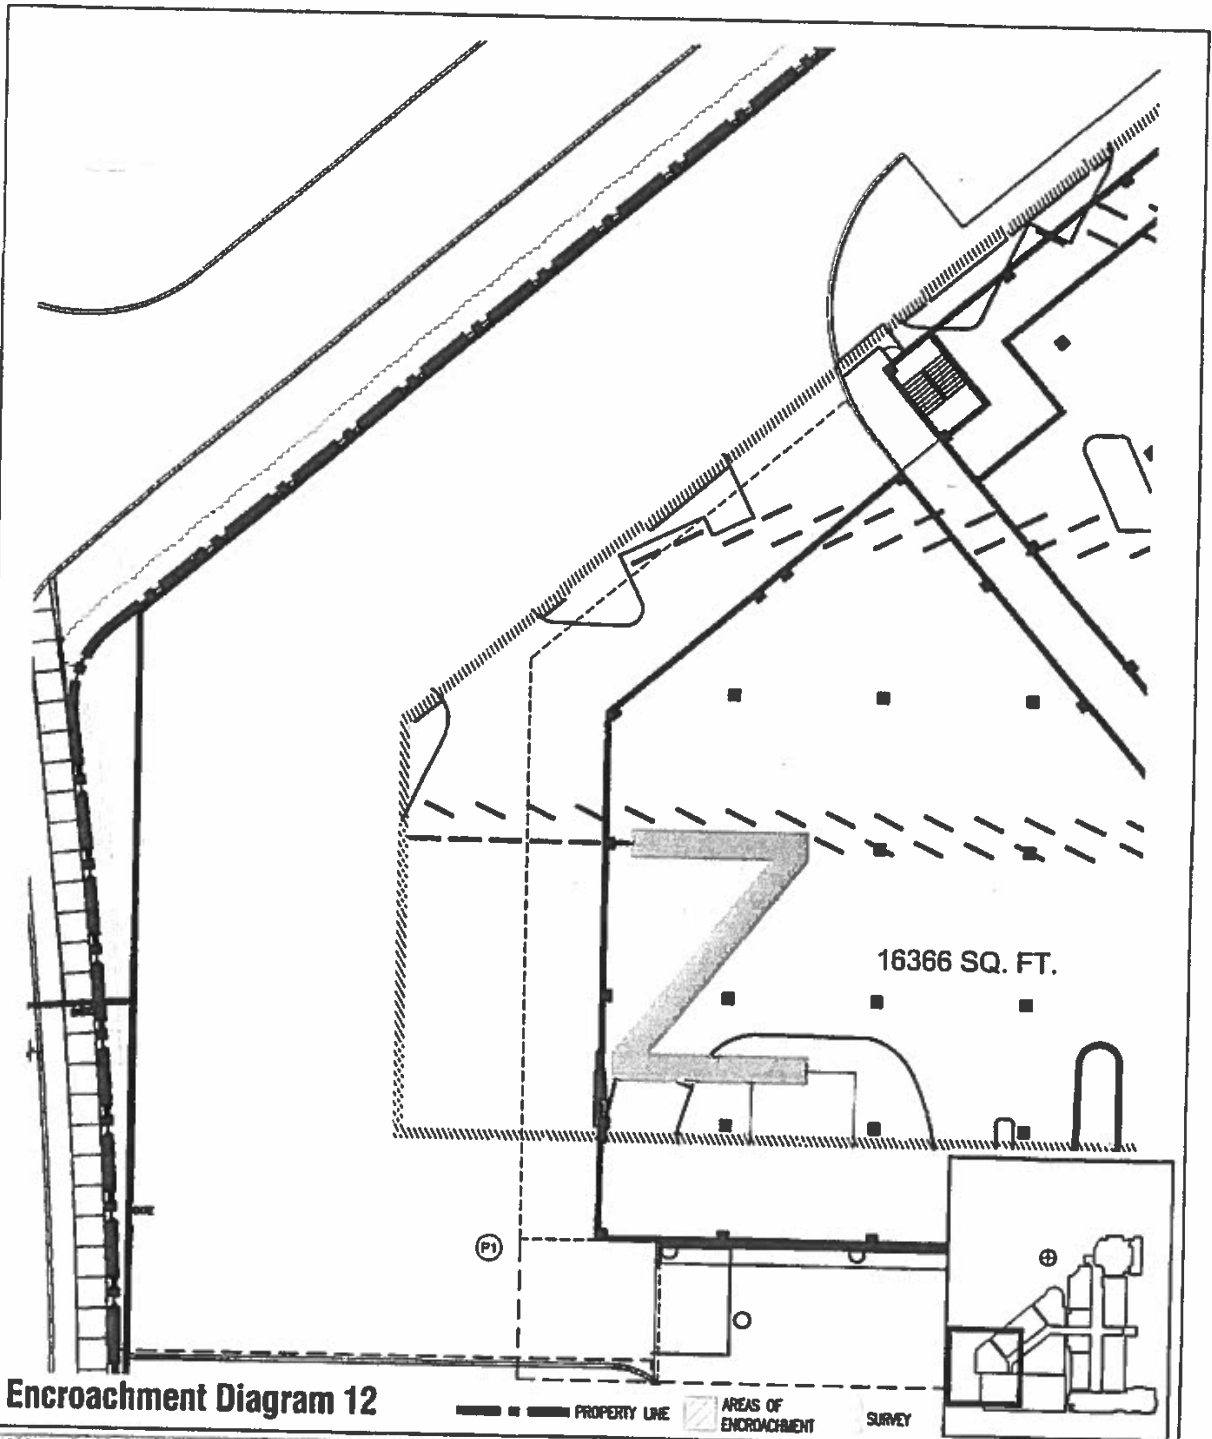 16366 SQ. FT.
P1
Encroachment Diagram 12
PROPERTY LINE
AREAS OF
ENCROACHMENT
SURVEY